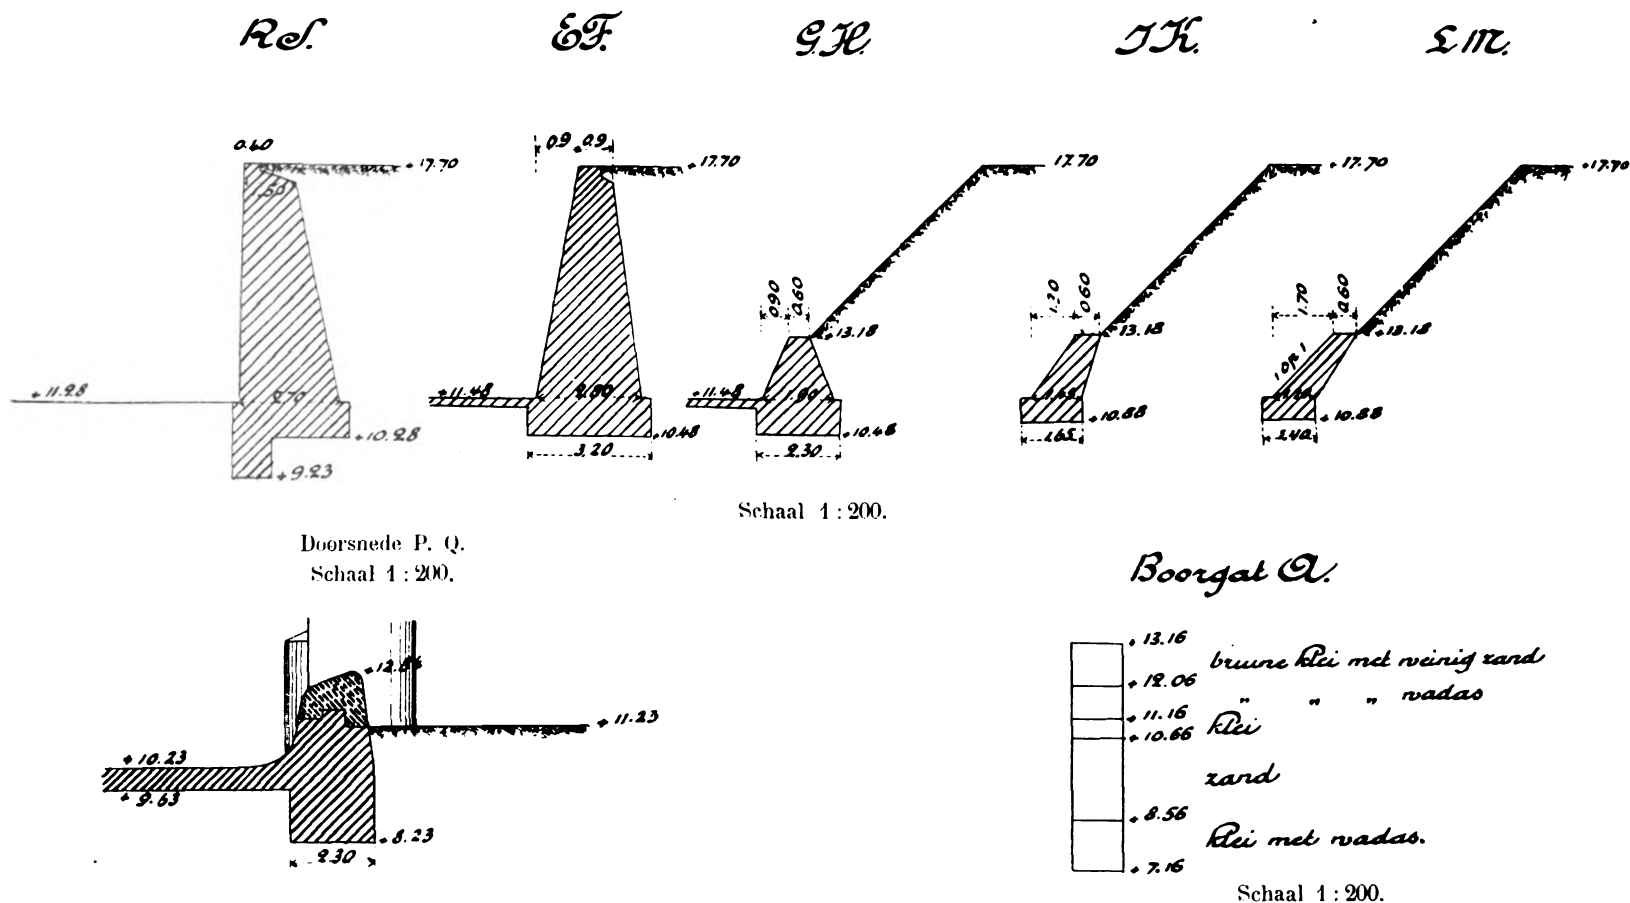 R S.
E F.
G. H.
I K.
L M.
0.40
+ 17.70
.50
+ 11.28
2.70
+ 10.28
+ 9.23
0.9 0.9
+ 17.70
+ 11.48
2.80
+ 10.48
3.20
17.70
0.90
0.60
+ 13.18
+ 11.48
+ 10.48
2.30
+ 17.70
0.60
+ 13.18
+ 10.88
1.65
+ 17.70
1.70
0.60
+ 13.18
1 op 1
+ 10.88
Schaal 1 : 200.
Doorsnede P. Q.
Schaal 1 : 200.
+ 11.23
+ 10.23
+ 9.63
+ 8.23
2.30
Boorgat A.
+ 13.16
bruine klei met weinig zand
+ 12.06
„ „ „ wadas
+ 11.16
klei
+ 10.66
zand
+ 8.56
klei met wadas.
+ 7.16
Schaal 1 : 200.